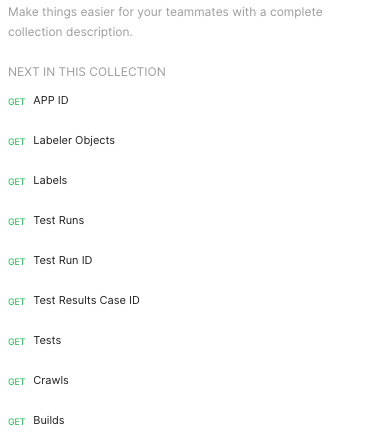 Make things easier for your teammates with a complete
collection description.
NEXT IN THIS COLLECTION
GET APP ID
GET Labeler Objects
GET Labels
GET Test Runs
GET Test Run ID
GET Test Results Case ID
GET Tests
GET Crawls
GET Builds